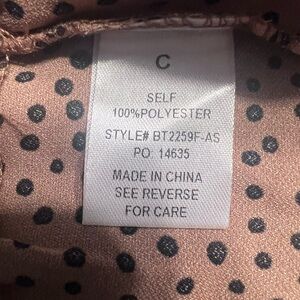 C
SELF
100%POLYESTER
STYLE# BT2259F-AS
PO: 14635
MADE IN CHINA
SEE REVERSE
FOR CARE